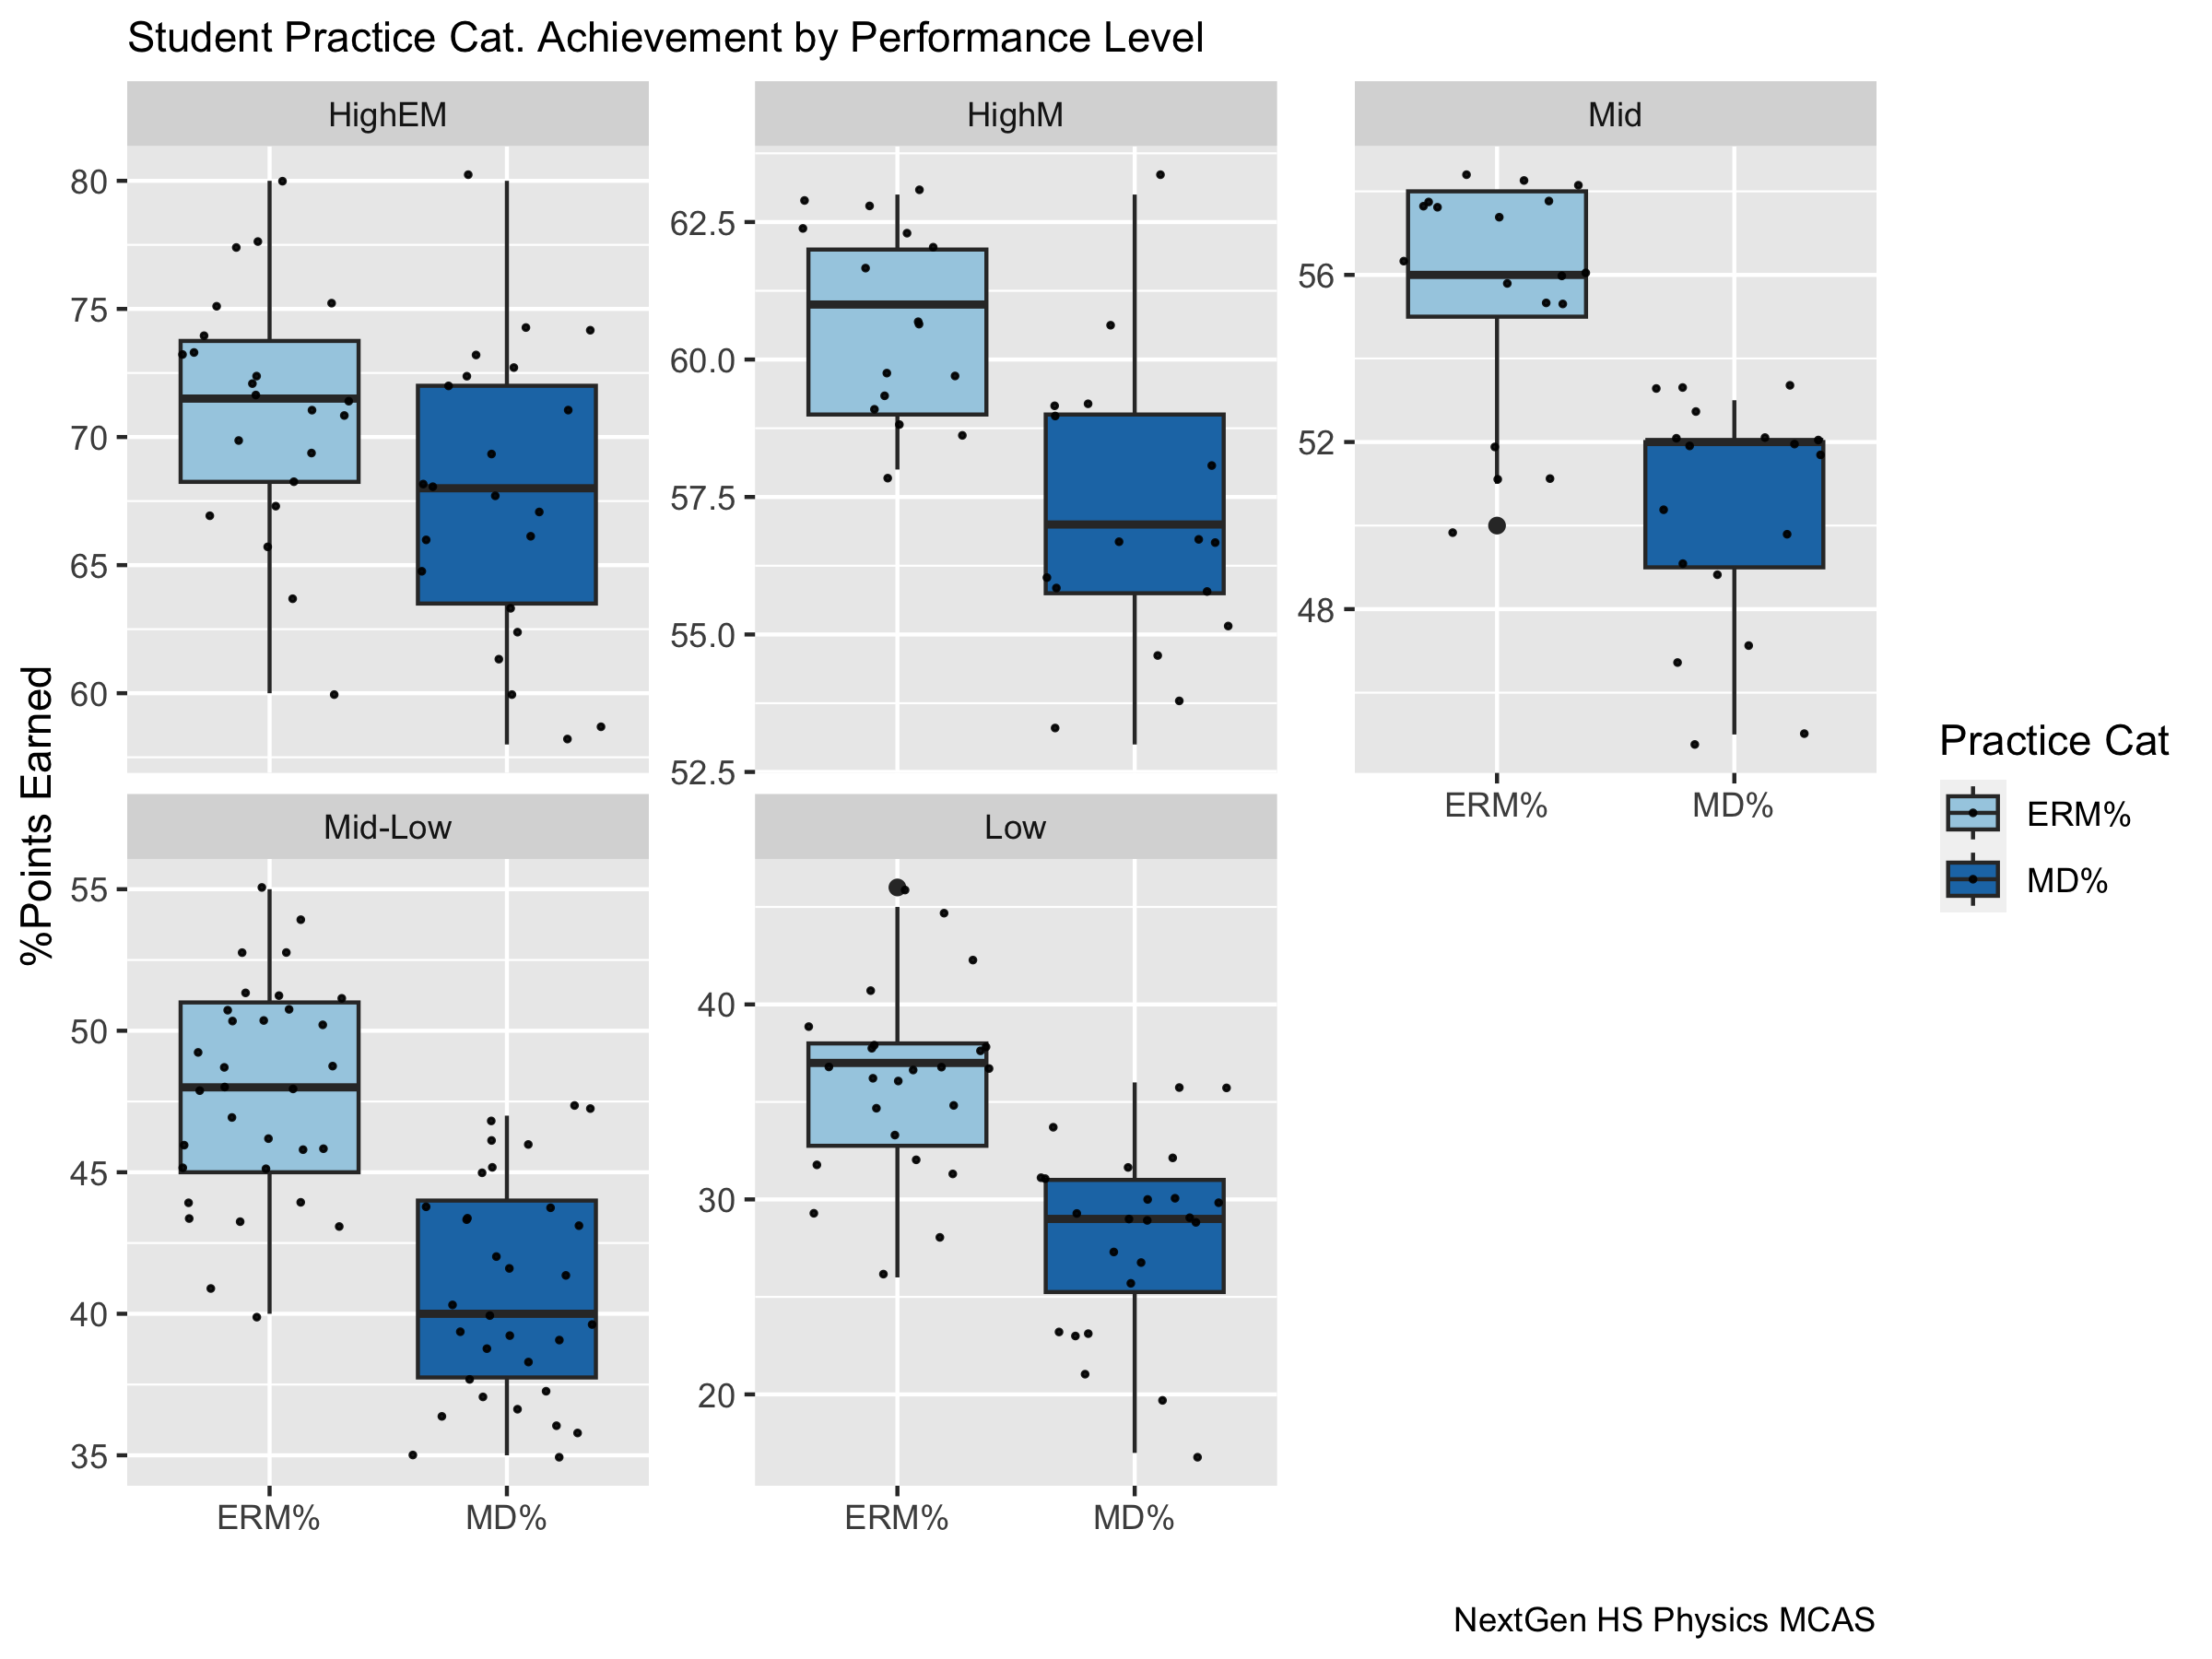 Student Practice Cat. Achievement by Performance Level
HighEM
HighM
Mid
80
75
70
65
60
62.5
60.0
57.5
55.0
52.5
56
52
48
ERM%
MD%
%Points Earned
Practice Cat
ERM%
MD%
Mid-Low
Low
55
50
45
40
35
40
30
20
ERM%
MD%
ERM%
MD%
NextGen HS Physics MCAS